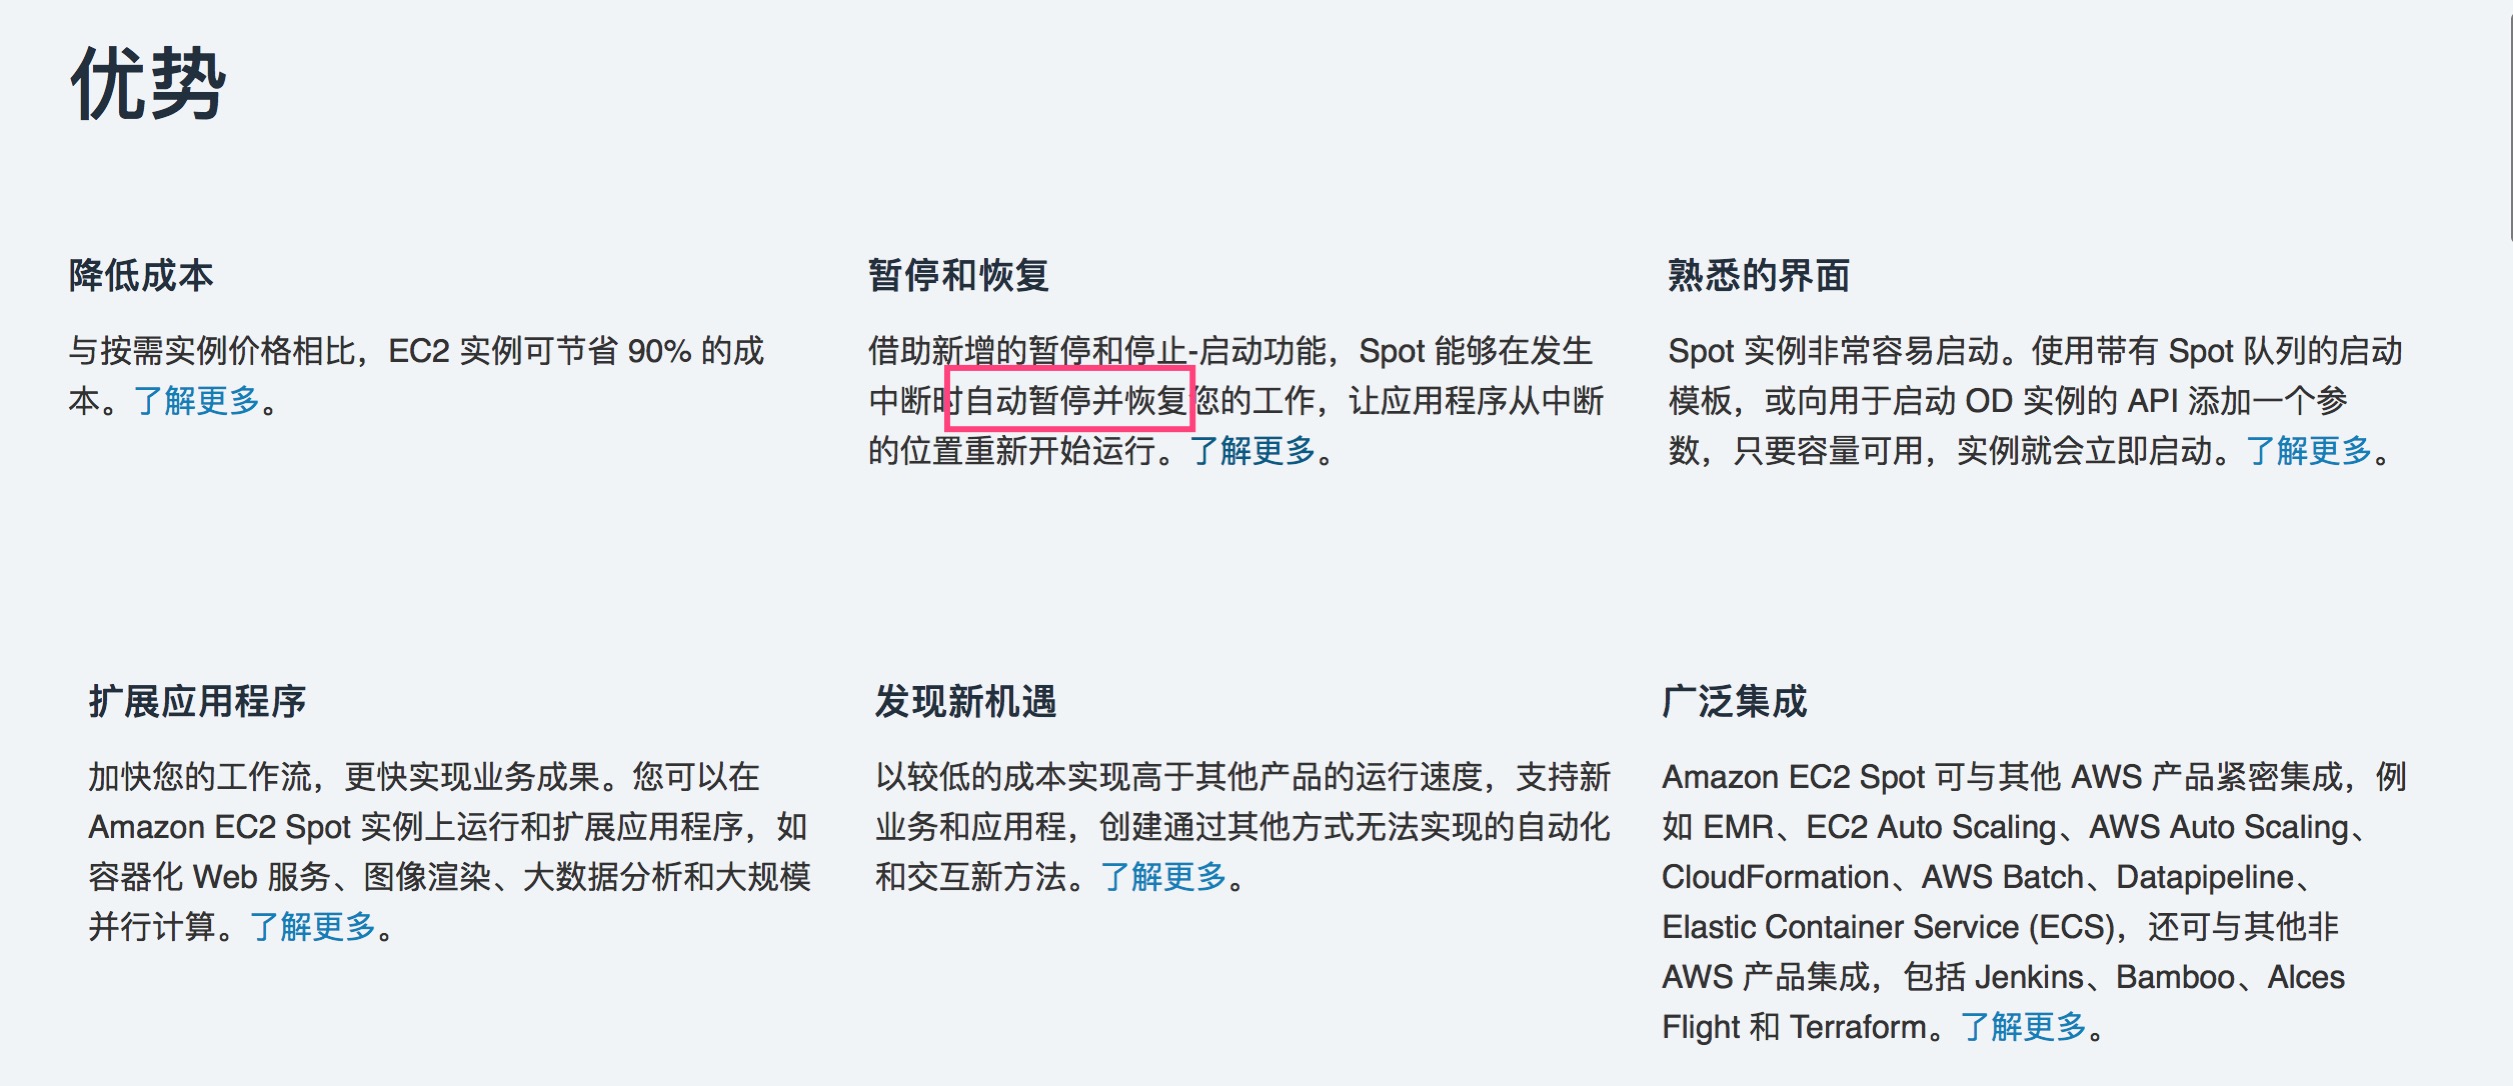 优势
降低成本
与按需实例价格相比，EC2 实例可节省 90% 的成
本。了解更多。
暂停和恢复
借助新增的暂停和停止-启动功能，Spot 能够在发生
中断时自动暂停并恢复您的工作，让应用程序从中断
的位置重新开始运行。了解更多。
熟悉的界面
Spot 实例非常容易启动。使用带有 Spot 队列的启动
模板，或向用于启动 OD 实例的 API 添加一个参
数，只要容量可用，实例就会立即启动。了解更多。
扩展应用程序
加快您的工作流，更快实现业务成果。您可以在
Amazon EC2 Spot 实例上运行和扩展应用程序，如
容器化 Web 服务、图像渲染、大数据分析和大规模
并行计算。了解更多。
发现新机遇
以较低的成本实现高于其他产品的运行速度，支持新
业务和应用程，创建通过其他方式无法实现的自动化
和交互新方法。了解更多。
广泛集成
Amazon EC2 Spot 可与其他 AWS 产品紧密集成，例
如 EMR、EC2 Auto Scaling、AWS Auto Scaling、
CloudFormation、AWS Batch、Datapipeline、
Elastic Container Service (ECS)，还可与其他非
AWS 产品集成，包括 Jenkins、Bamboo、Alces
Flight 和 Terraform。了解更多。